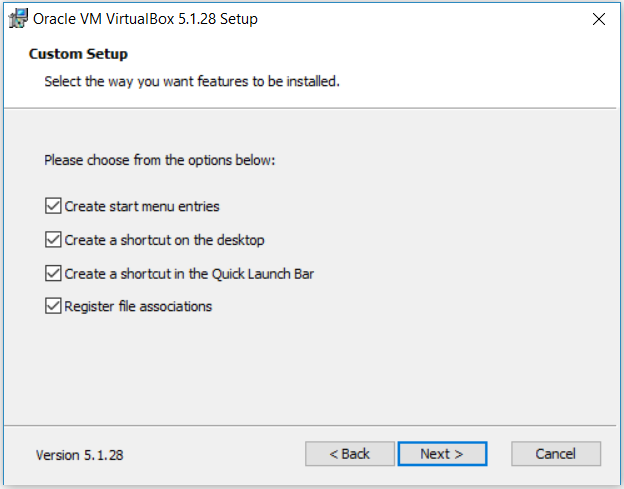 Oracle VM VirtualBox 5.1.28 Setup
Custom Setup
Select the way you want features to be installed.
Please choose from the options below:
Create start menu entries
Create a shortcut on the desktop
Create a shortcut in the Quick Launch Bar
Register file associations
Version 5.1.28
< Back
Next >
Cancel